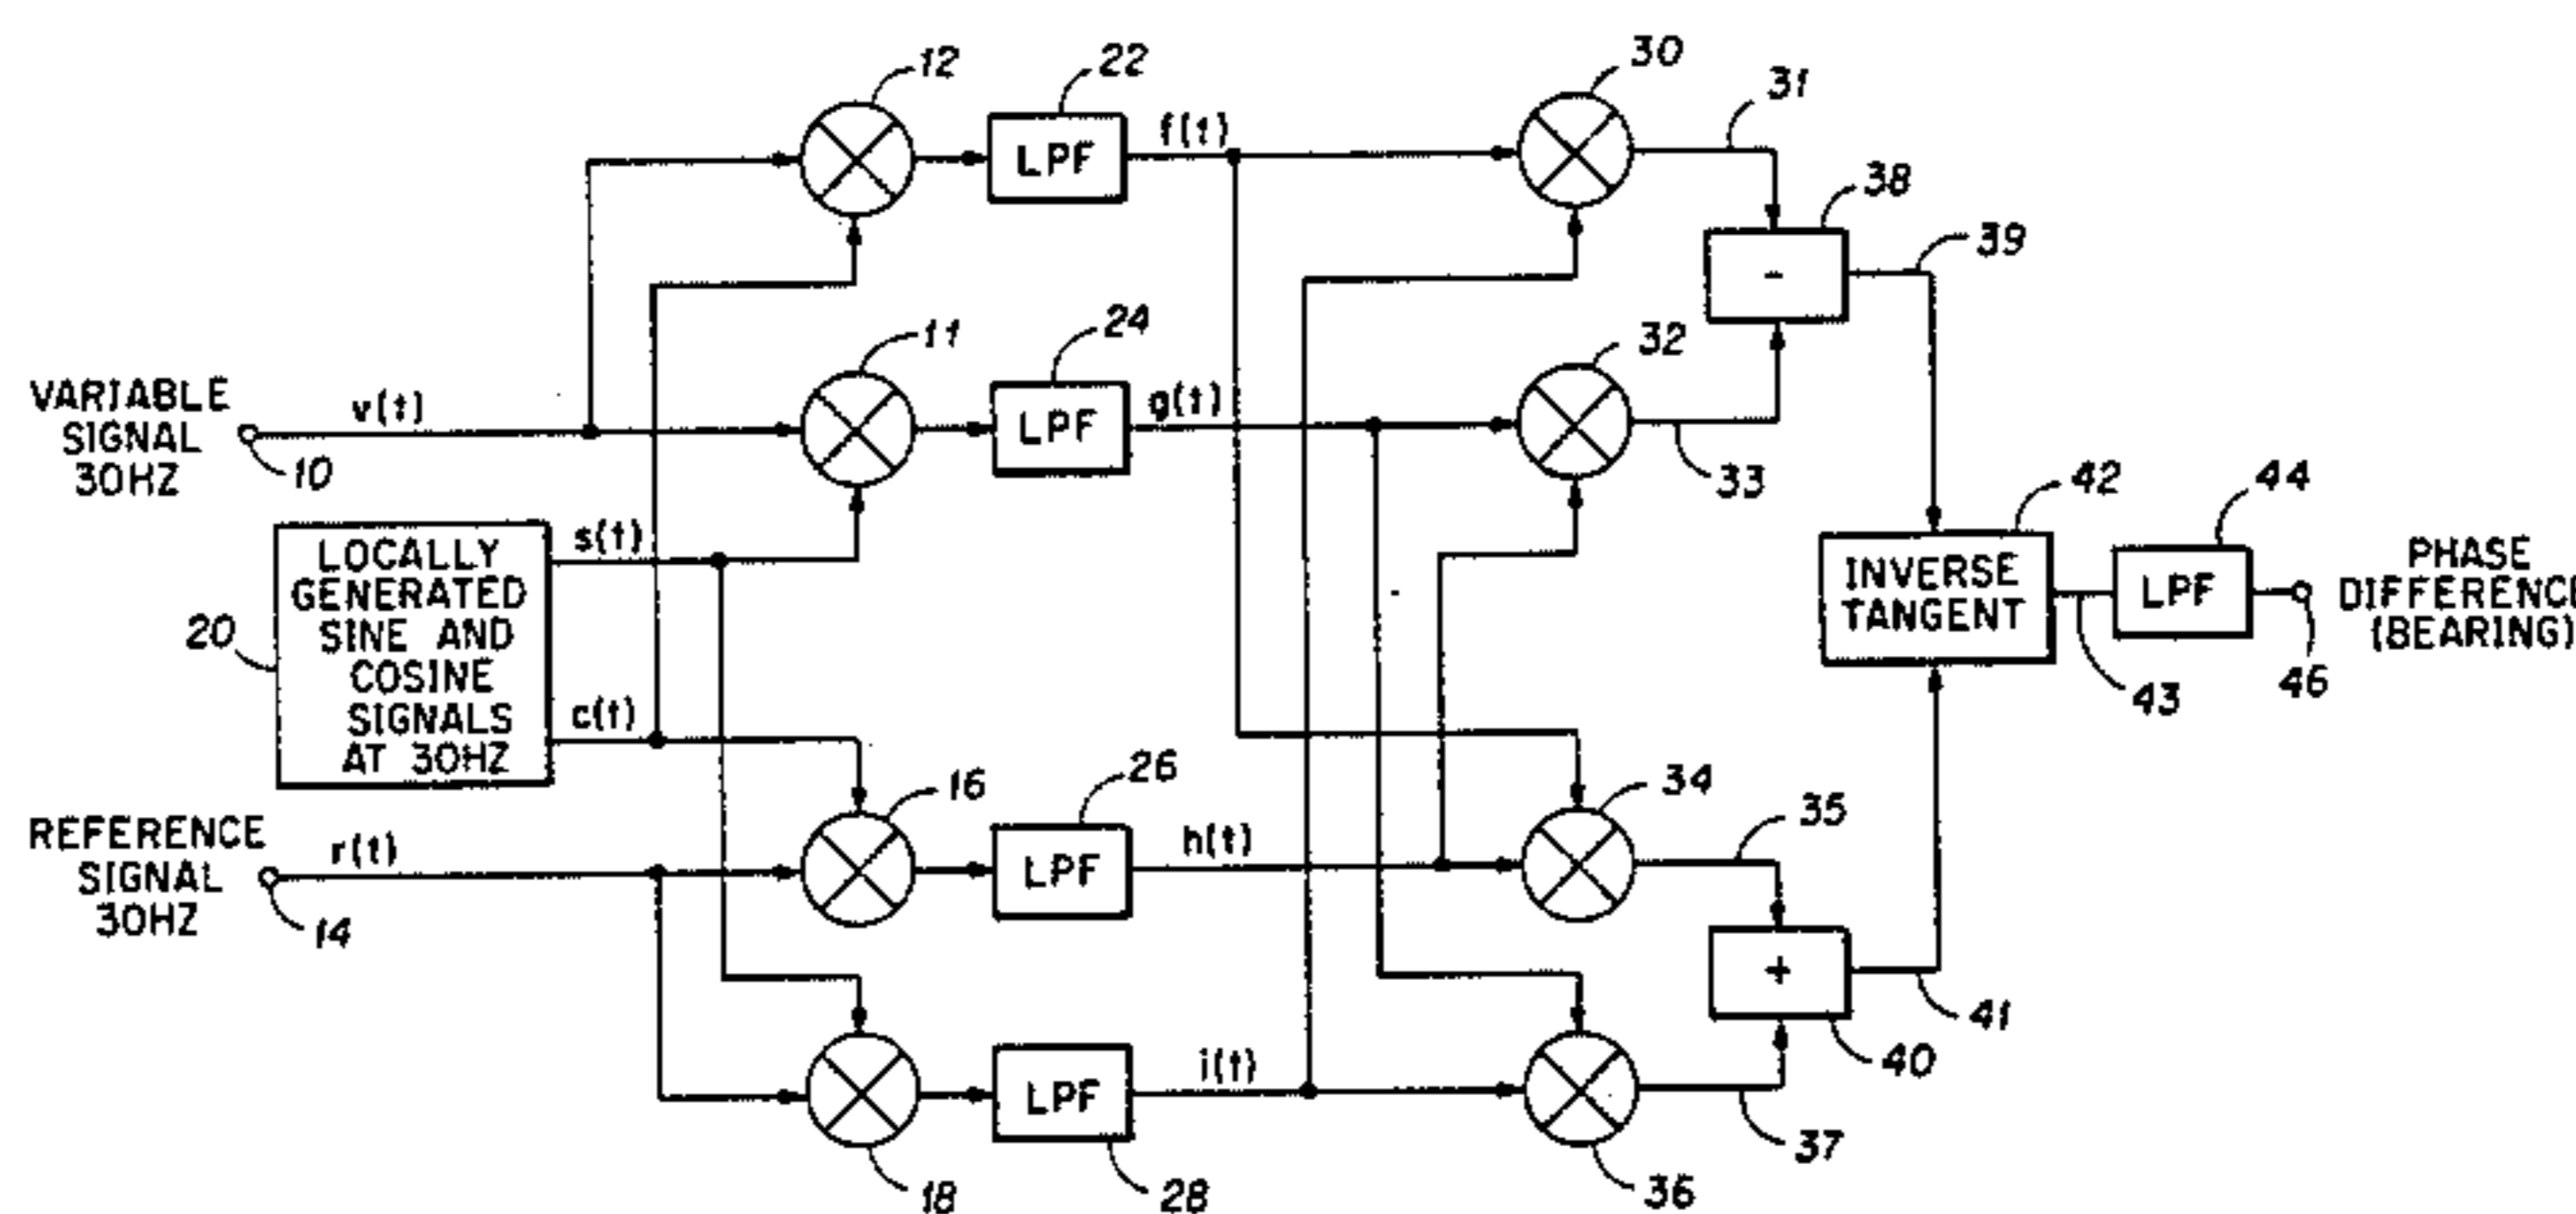 12
22
f(t)
30
31
LPF
38
-
39
11
24
g(t)
32
LPF
33
VARIABLE
SIGNAL
30HZ
v(t)
10
s(t)
LOCALLY
GENERATED
SINE AND
COSINE
SIGNALS
AT 30HZ
20
c(t)
42
INVERSE
TANGENT
43
44
LPF
46
PHASE
DIFFERENCE
(BEARING)
16
26
h(t)
34
35
REFERENCE
SIGNAL
30HZ
r(t)
14
LPF
+
41
40
i(t)
LPF
37
18
28
36